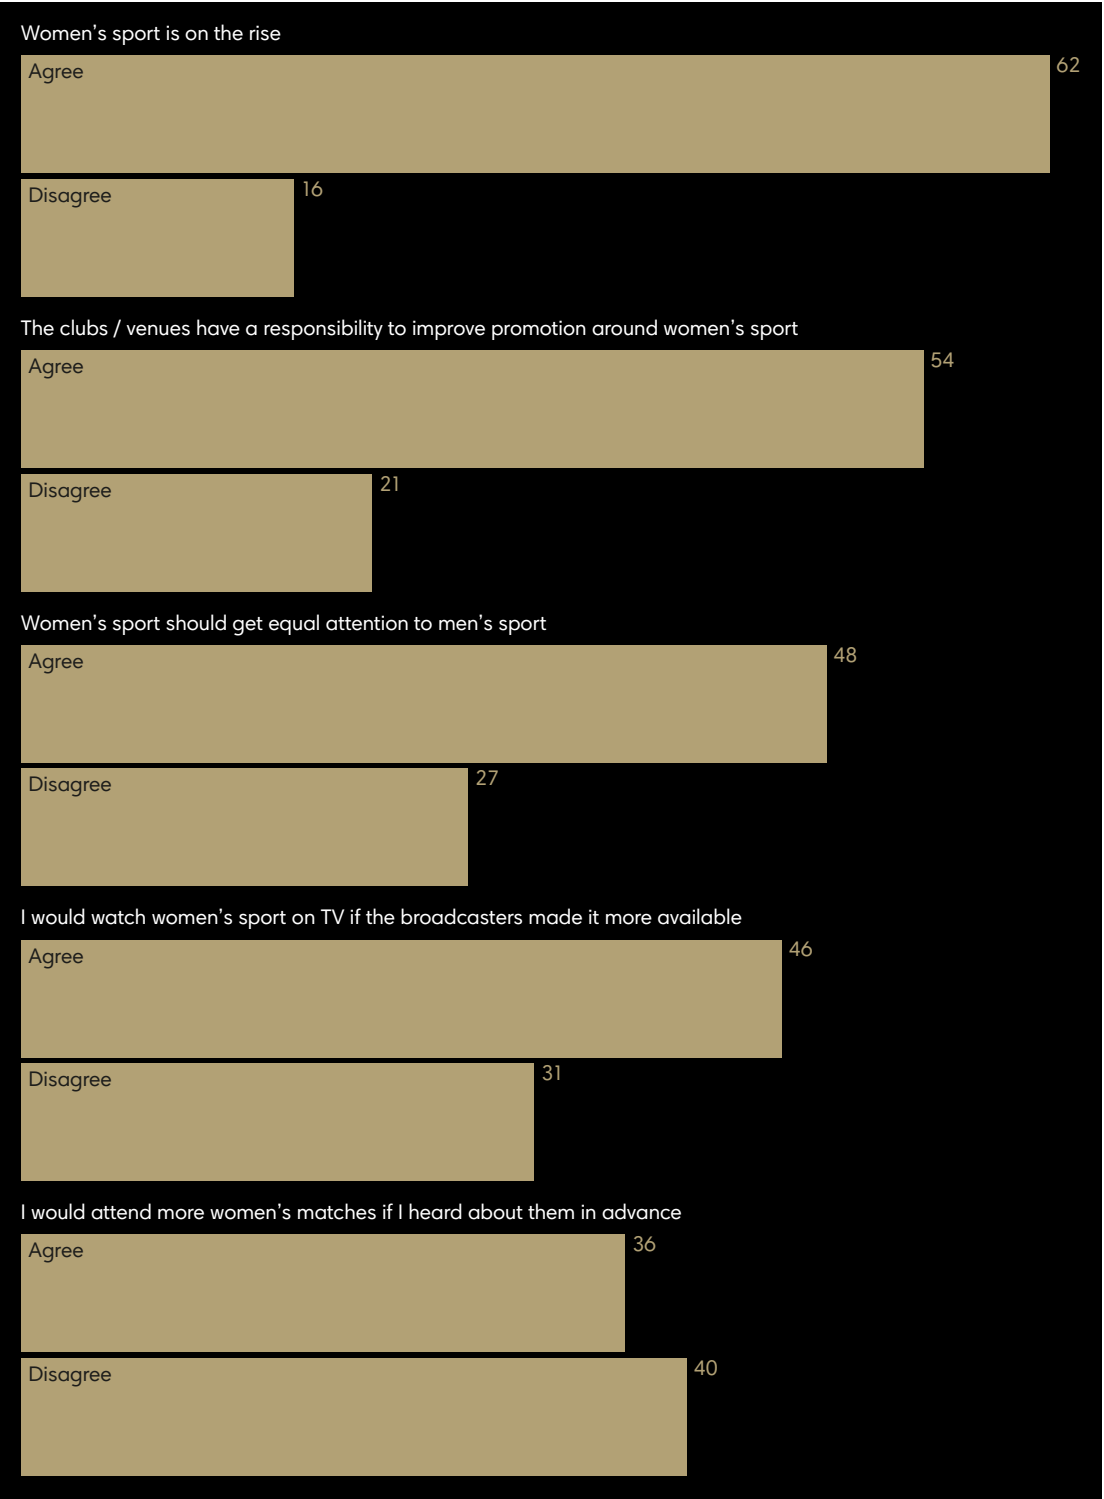 Women’s sport is on the rise
Agree
62
Disagree
16
The clubs / venues have a responsibility to improve promotion around women’s sport
Agree
54
Disagree
21
Women’s sport should get equal attention to men’s sport
Agree
48
Disagree
27
I would watch women’s sport on TV if the broadcasters made it more available
Agree
46
Disagree
31
I would attend more women’s matches if I heard about them in advance
Agree
36
Disagree
40